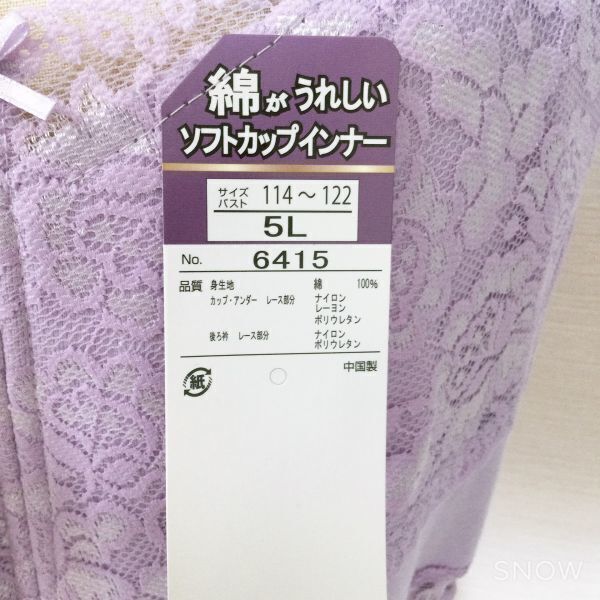 綿がうれしい
ソフトカップインナー
サイズ バスト 114～122
5L
No. 6415
品質 身生地 綿 100%
カップ・アンダー レース部分 ナイロン
レーヨン
ポリウレタン
後ろ衿 レース部分 ナイロン
ポリウレタン
紙
中国製
SNOW